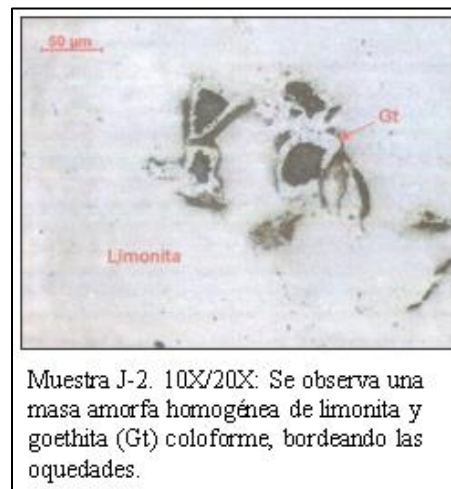 50 µm
Gt
Limonita
Muestra J-2. 10X/20X: Se observa una
masa amorfa homogénea de limonita y
goethita (Gt) coloforme, bordeando las
oquedades.